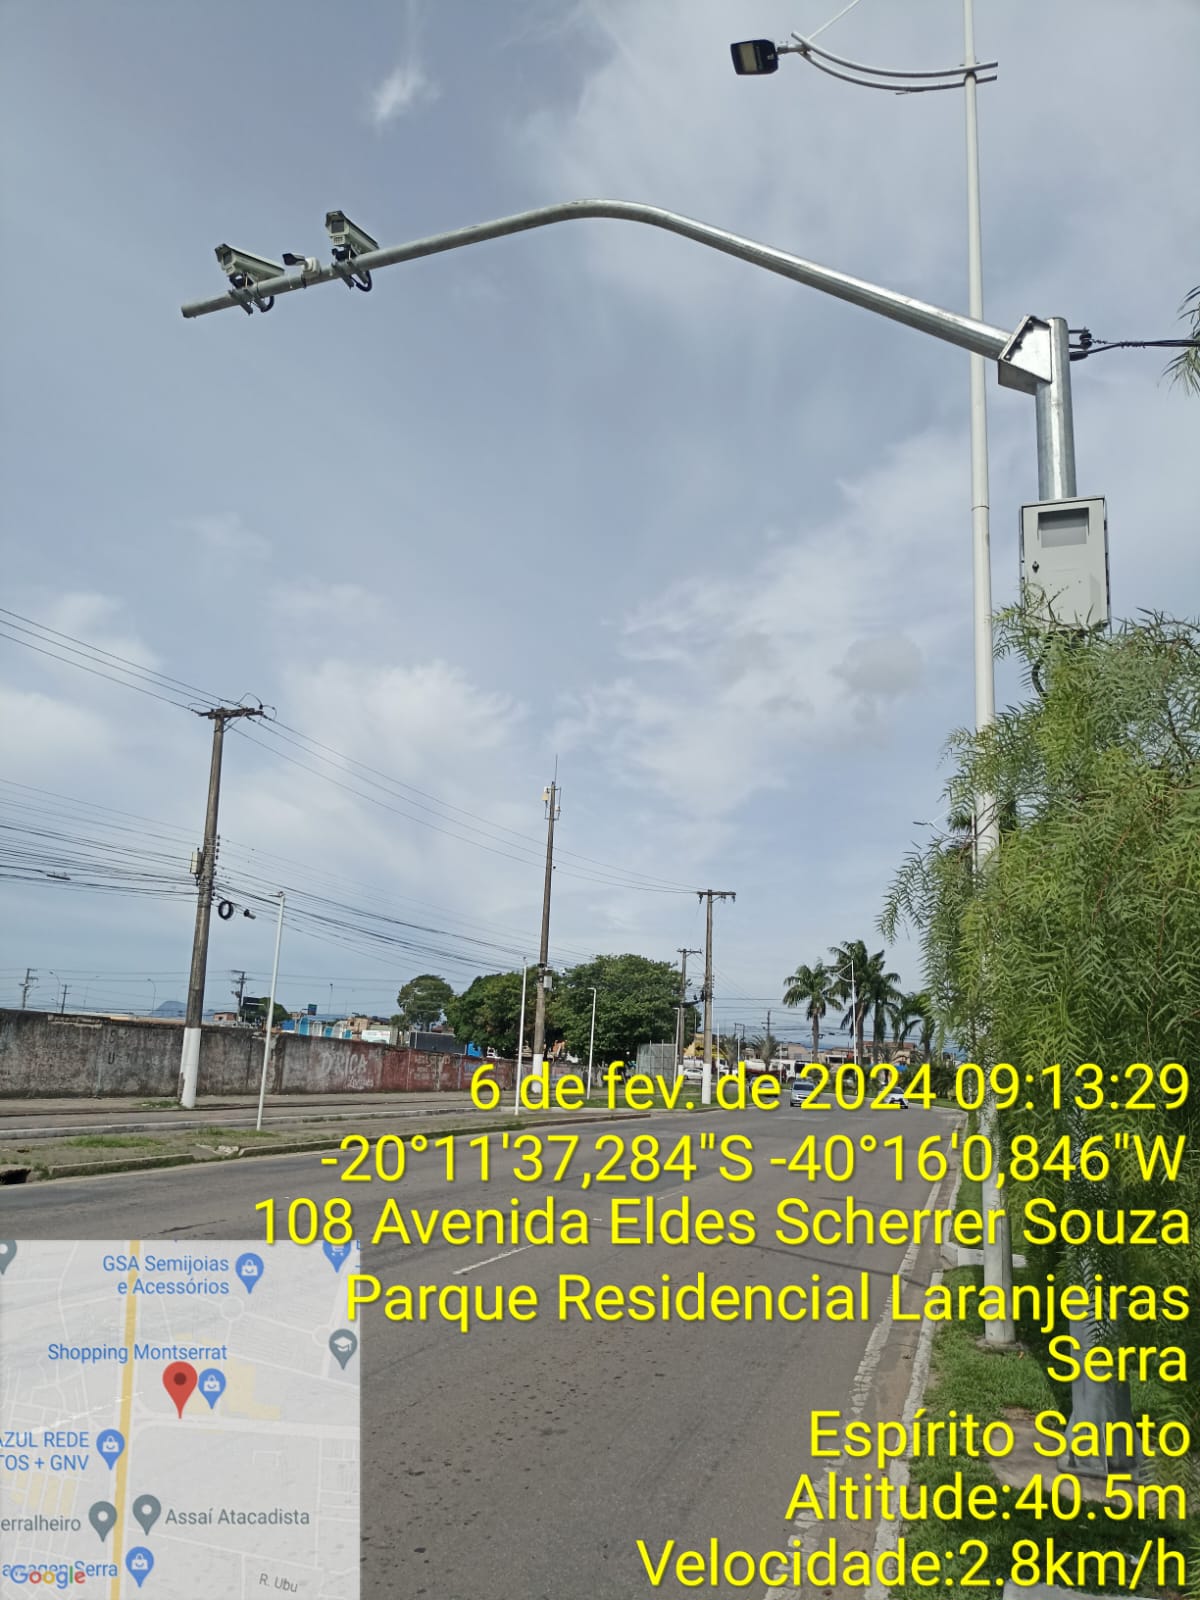 D'RICA
6 de fev. de 2024 09:13:29
-20°11'37,284"S -40°16'0,846"W
108 Avenida Eldes Scherrer Souza
Parque Residencial Laranjeiras
Serra
Espírito Santo
Altitude:40.5m
Velocidade:2.8km/h
GSA Semijoias
e Acessórios
Shopping Montserrat
AZUL REDE
TOS + GNV
erralheiro
Assaí Atacadista
Serra
Google
R. Ubu